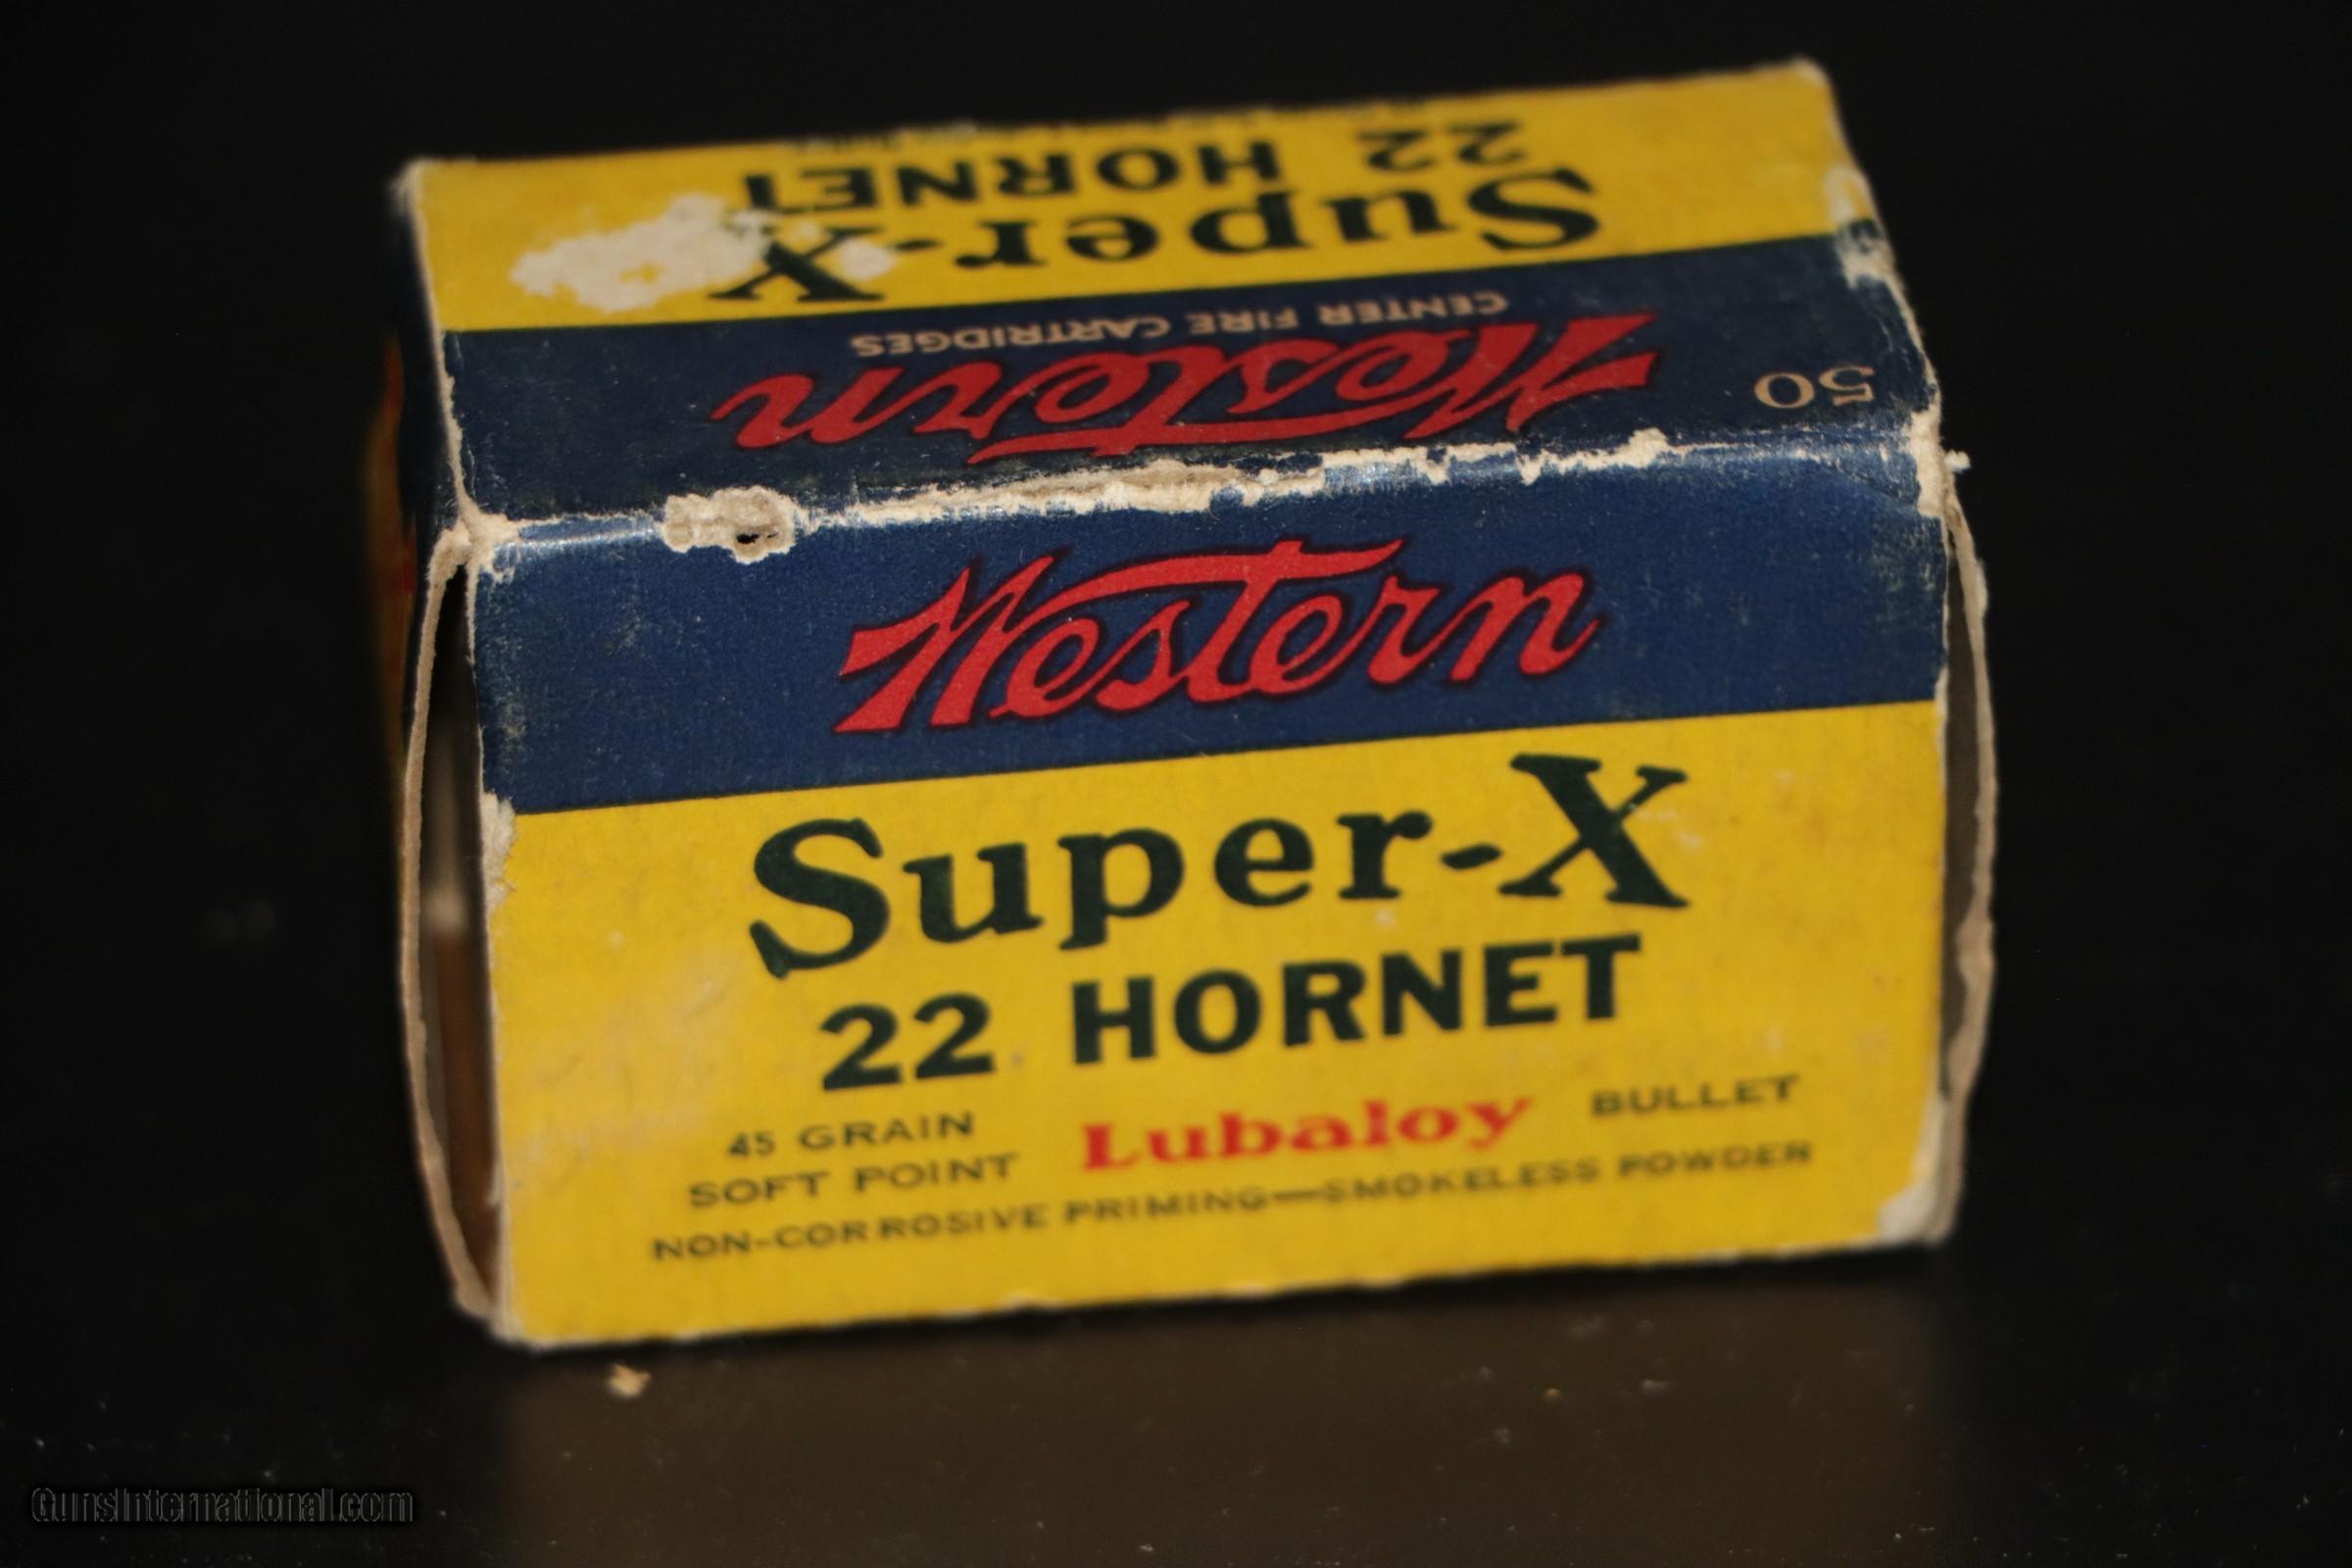 22 HORNET
Super-X
CENTER FIRE CARTRIDGES
Western
50
Western
Super-X
22 HORNET
45 GRAIN
SOFT POINT
Lubaloy
BULLET
NON-CORROSIVE PRIMING—SMOKELESS POWDER
GunsInternational.com